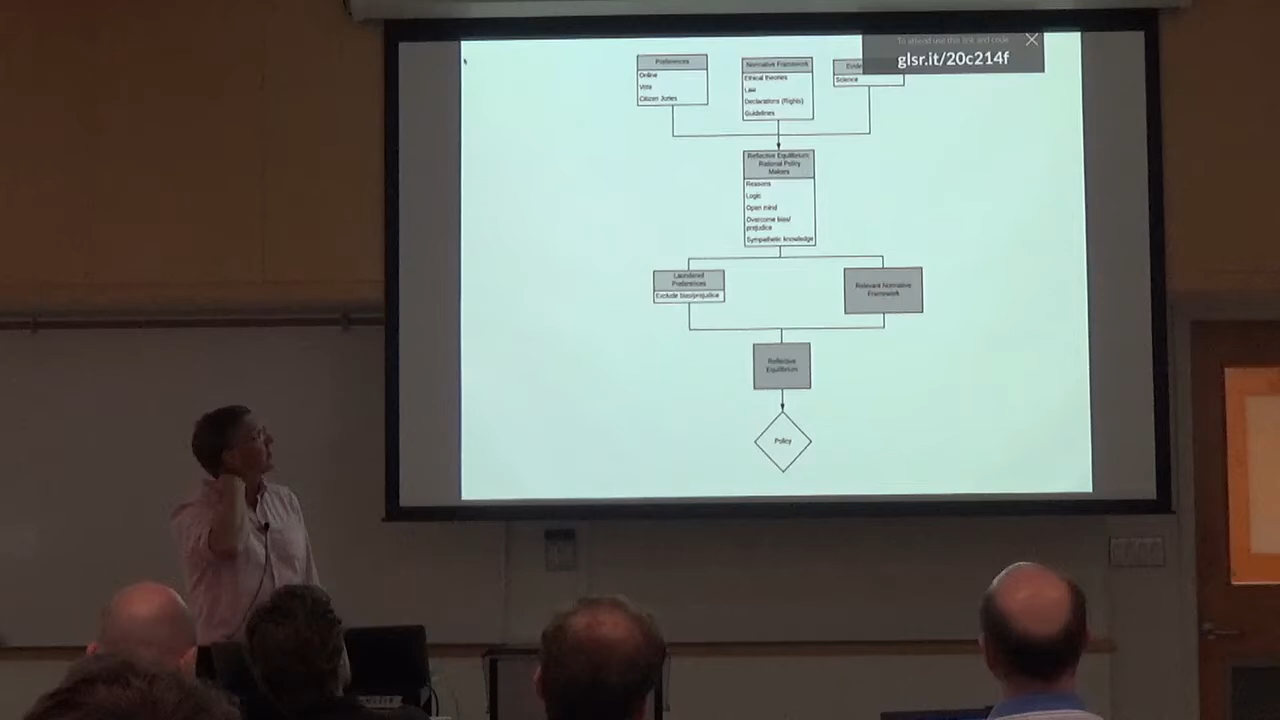 To attend use this link and code
glsr.it/20c214f
Preferences
Online
Vote
Citizen Juries
Normative Framework
Ethical theories
Law
Declarations (Rights)
Guidelines
Science
Reflective Equilibrium:
Rational Policy
Makers
Reasons
Logic
Open mind
Overcome bias/
prejudice
Sympathetic knowledge
Laundered
Preferences
Exclude bias/prejudice
Relevant Normative
Framework
Reflective
Equilibrium
Policy